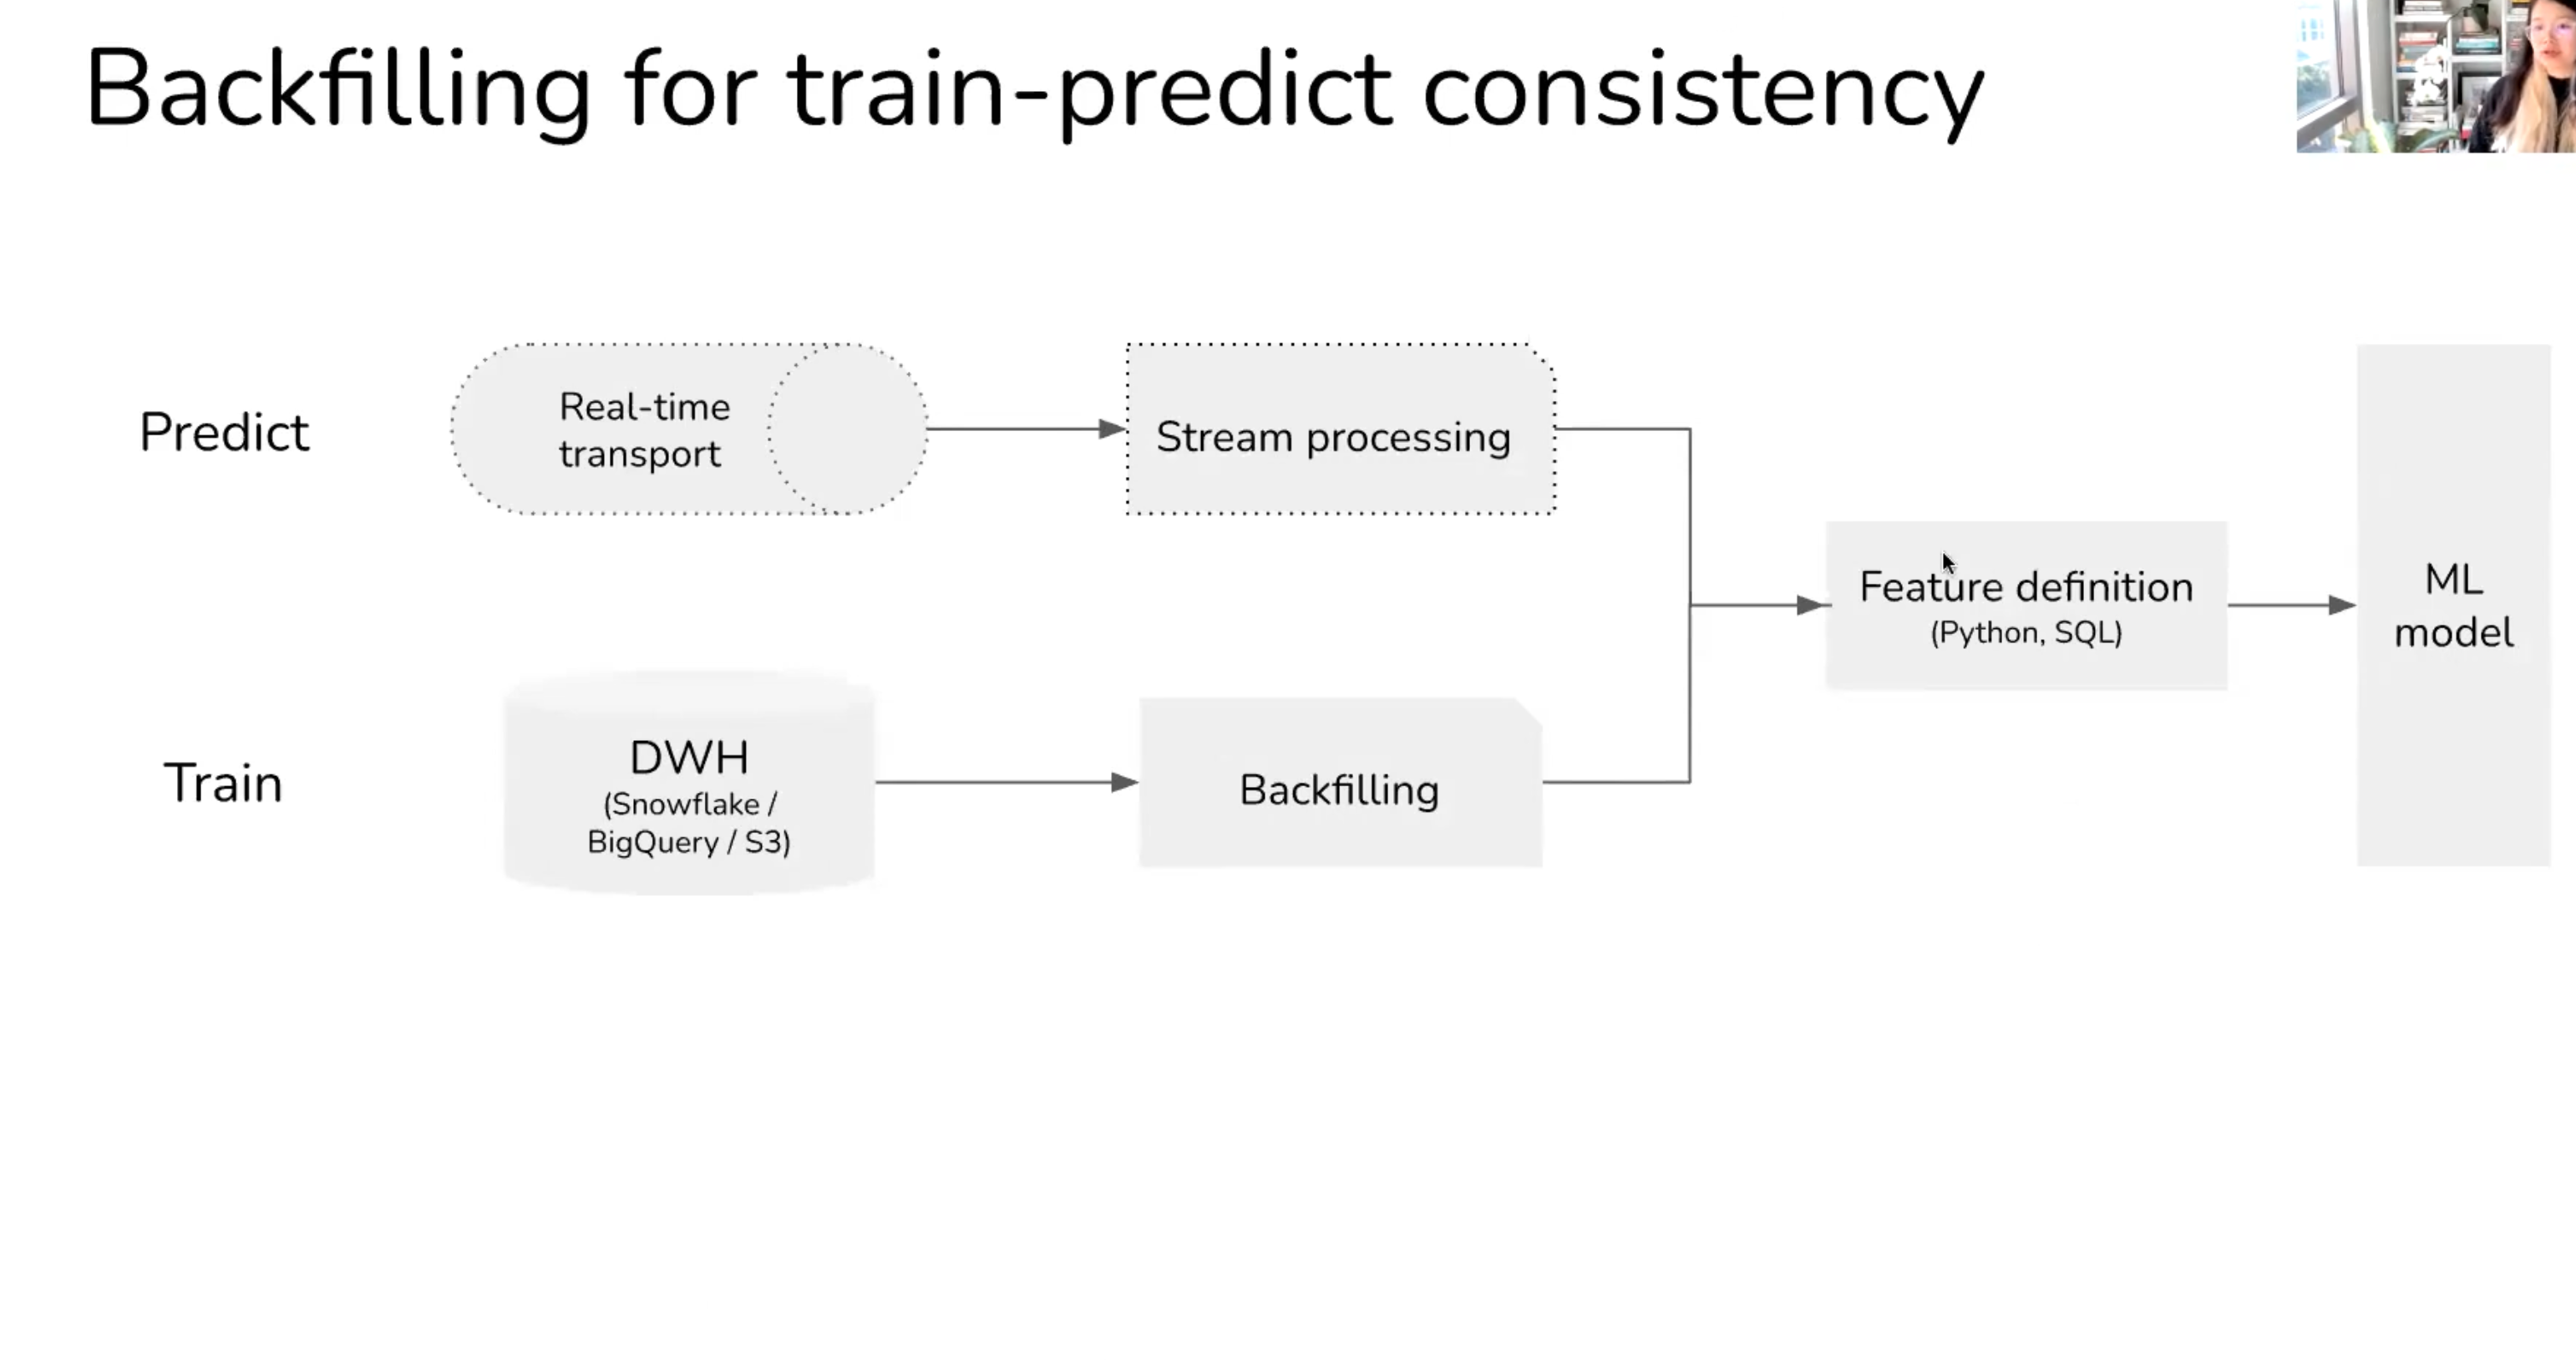 Backfilling for train-predict consistency
Predict
Real-time
transport
Stream processing
Feature definition
(Python, SQL)
ML
model
Train
DWH
(Snowflake /
BigQuery / S3)
Backfilling